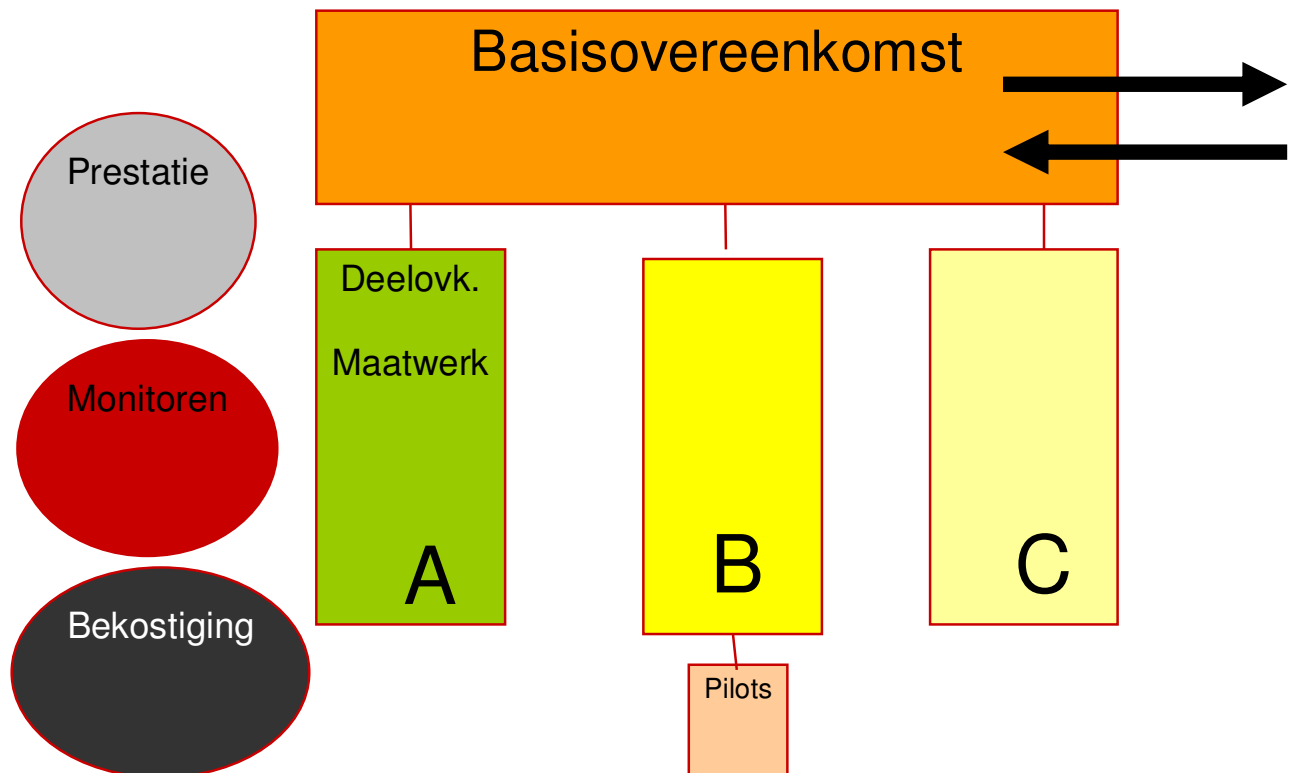 Basisovereenkomst
Prestatie
Monitoren
Bekostiging
Deelovk.
Maatwerk
A
B
C
Pilots